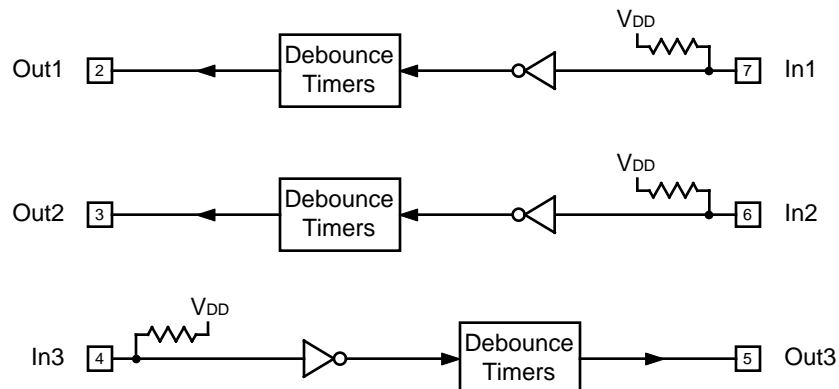 VDD
Out1 2 Debounce Timers 7 In1
VDD
Out2 3 Debounce Timers 6 In2
VDD
In3 4 Debounce Timers 5 Out3